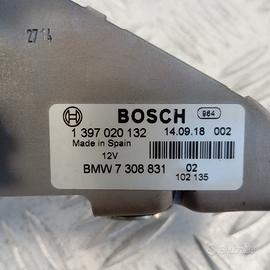 2714
BOSCH 964
1 397 020 132 14.09.18 002
Made in Spain
12V
BMW 7 308 831 02
102 135
subito